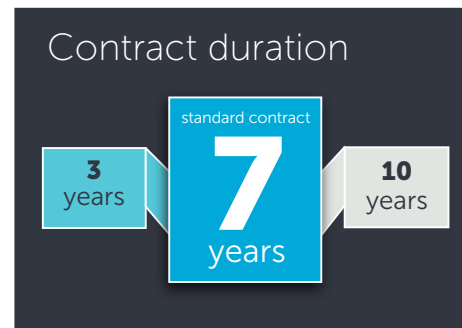 Contract duration
3
years
standard contract
7
years
10
years